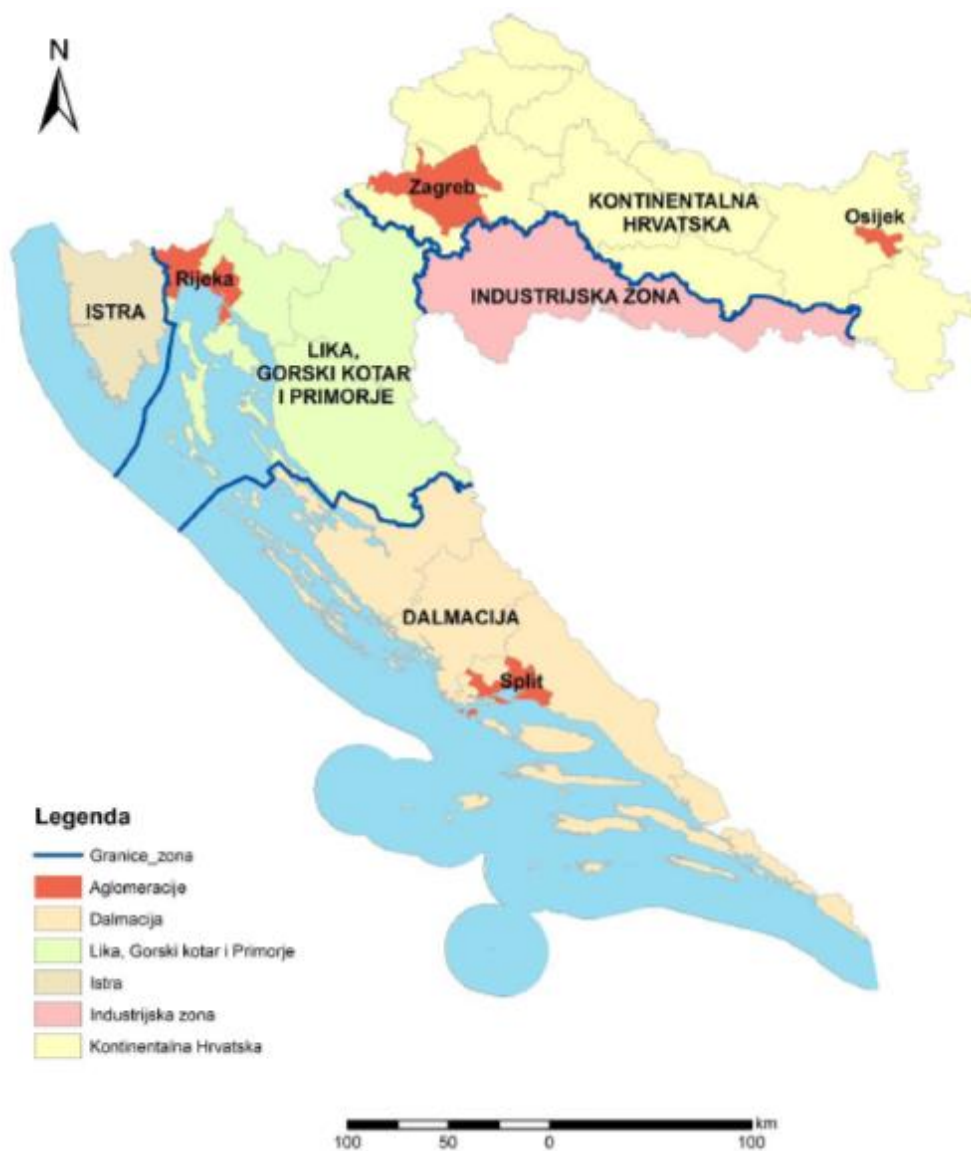 N
Zagreb
KONTINENTALNA
HRVATSKA
Osijek
Rijeka
ISTRA
INDUSTRIJSKA ZONA
LIKA,
GORSKI KOTAR
I PRIMORJE
DALMACIJA
Split
Legenda
Granice_zona
Aglomeracije
Dalmacija
Lika, Gorski kotar i Primorje
Istra
Industrijska zona
Kontinentalna Hrvatska
km
100 50 0 100